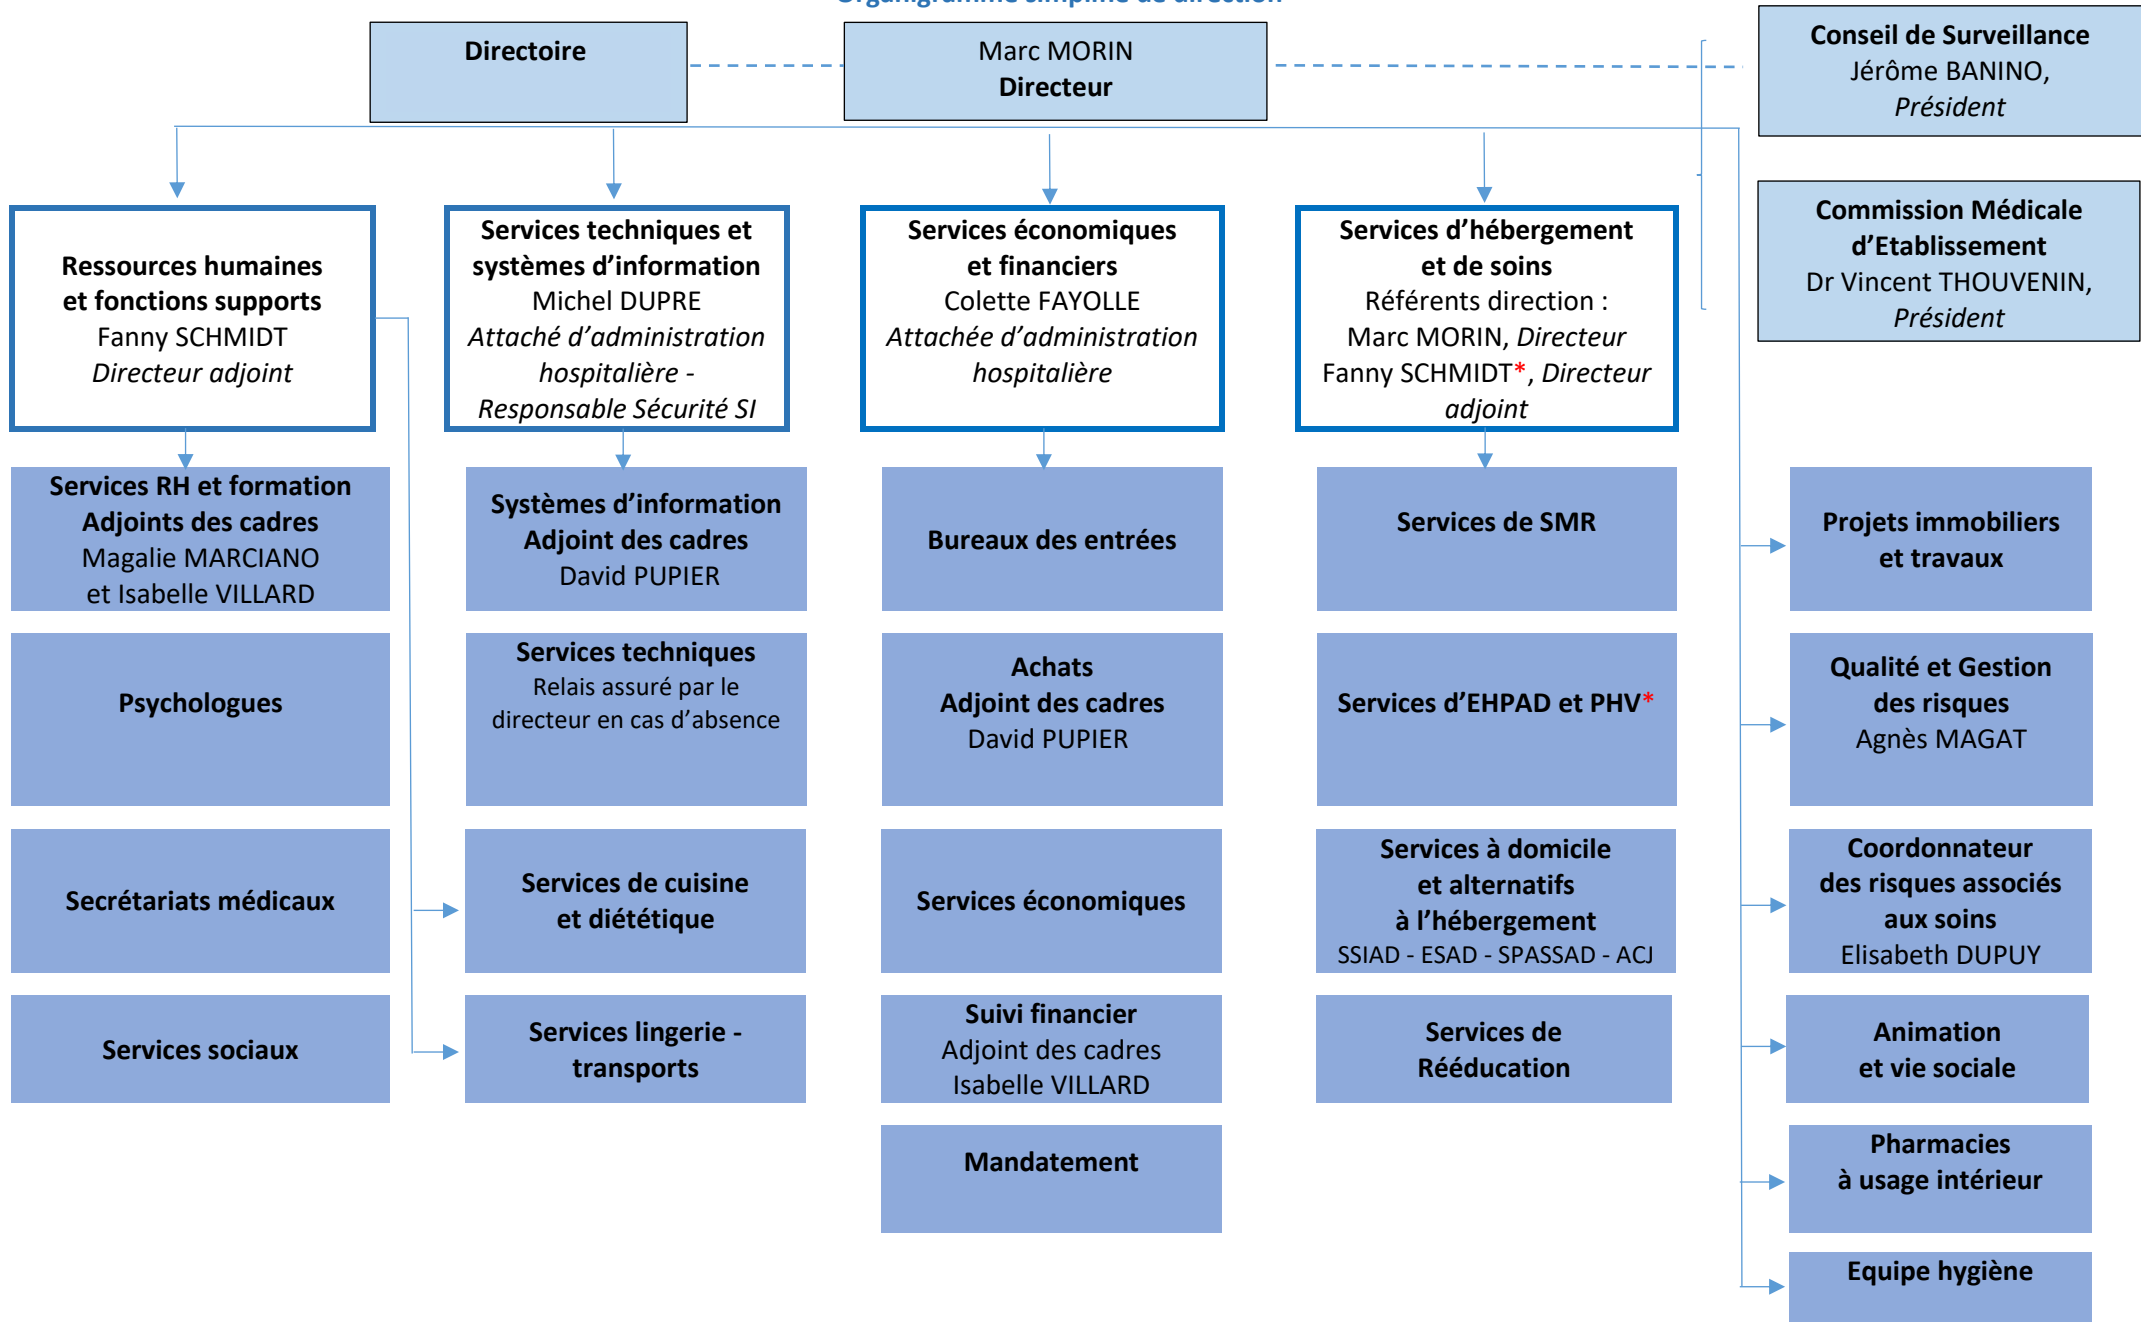 Organigramme simplifié de direction
Directoire
Marc MORIN
Directeur
Conseil de Surveillance
Jérôme BANINO,
Président
Commission Médicale
d’Etablissement
Dr Vincent THOUVENIN,
Président
Ressources humaines
et fonctions supports
Fanny SCHMIDT
Directeur adjoint
Services techniques et
systèmes d’information
Michel DUPRE
Attaché d’administration
hospitalière -
Responsable Sécurité SI
Services économiques
et financiers
Colette FAYOLLE
Attachée d’administration
hospitalière
Services d’hébergement
et de soins
Référents direction :
Marc MORIN, Directeur
Fanny SCHMIDT*, Directeur
adjoint
Services RH et formation
Adjoints des cadres
Magalie MARCIANO
et Isabelle VILLARD
Systèmes d’information
Adjoint des cadres
David PUPIER
Bureaux des entrées
Services de SMR
Projets immobiliers
et travaux
Psychologues
Services techniques
Relais assuré par le
directeur en cas d’absence
Achats
Adjoint des cadres
David PUPIER
Services d’EHPAD et PHV*
Qualité et Gestion
des risques
Agnès MAGAT
Secrétariats médicaux
Services de cuisine
et diététique
Services économiques
Services à domicile
et alternatifs
à l’hébergement
SSIAD - ESAD - SPASSAD - ACJ
Coordonnateur
des risques associés
aux soins
Elisabeth DUPUY
Services sociaux
Services lingerie -
transports
Suivi financier
Adjoint des cadres
Isabelle VILLARD
Services de
Rééducation
Animation
et vie sociale
Mandatement
Pharmacies
à usage intérieur
Equipe hygiène